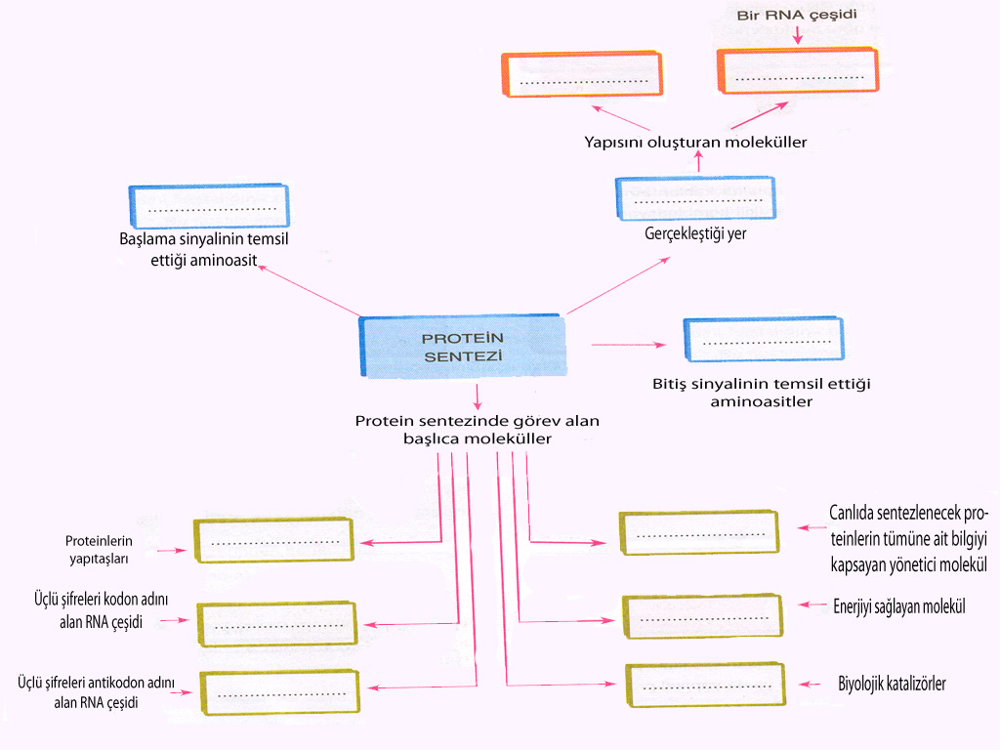 Bir RNA çeşidi
................................
................................
Yapısını oluşturan moleküller
................................
Gerçekleştiği yer
................................
Başlama sinyalinin temsil
ettiği aminoasit
PROTEİN
SENTEZİ
................................
Bitiş sinyalinin temsil ettiği
aminoasitler
Protein sentezinde görev alan
başlıca moleküller
Proteinlerin
yapıtaşları
................................
Üçlü şifreleri kodon adını
alan RNA çeşidi
................................
Üçlü şifreleri antikodon adını
alan RNA çeşidi
................................
................................
Canlıda sentezlenecek pro-
teinlerin tümüne ait bilgiyi
kapsayan yönetici molekül
................................
Enerjiyi sağlayan molekül
................................
Biyolojik katalizörler